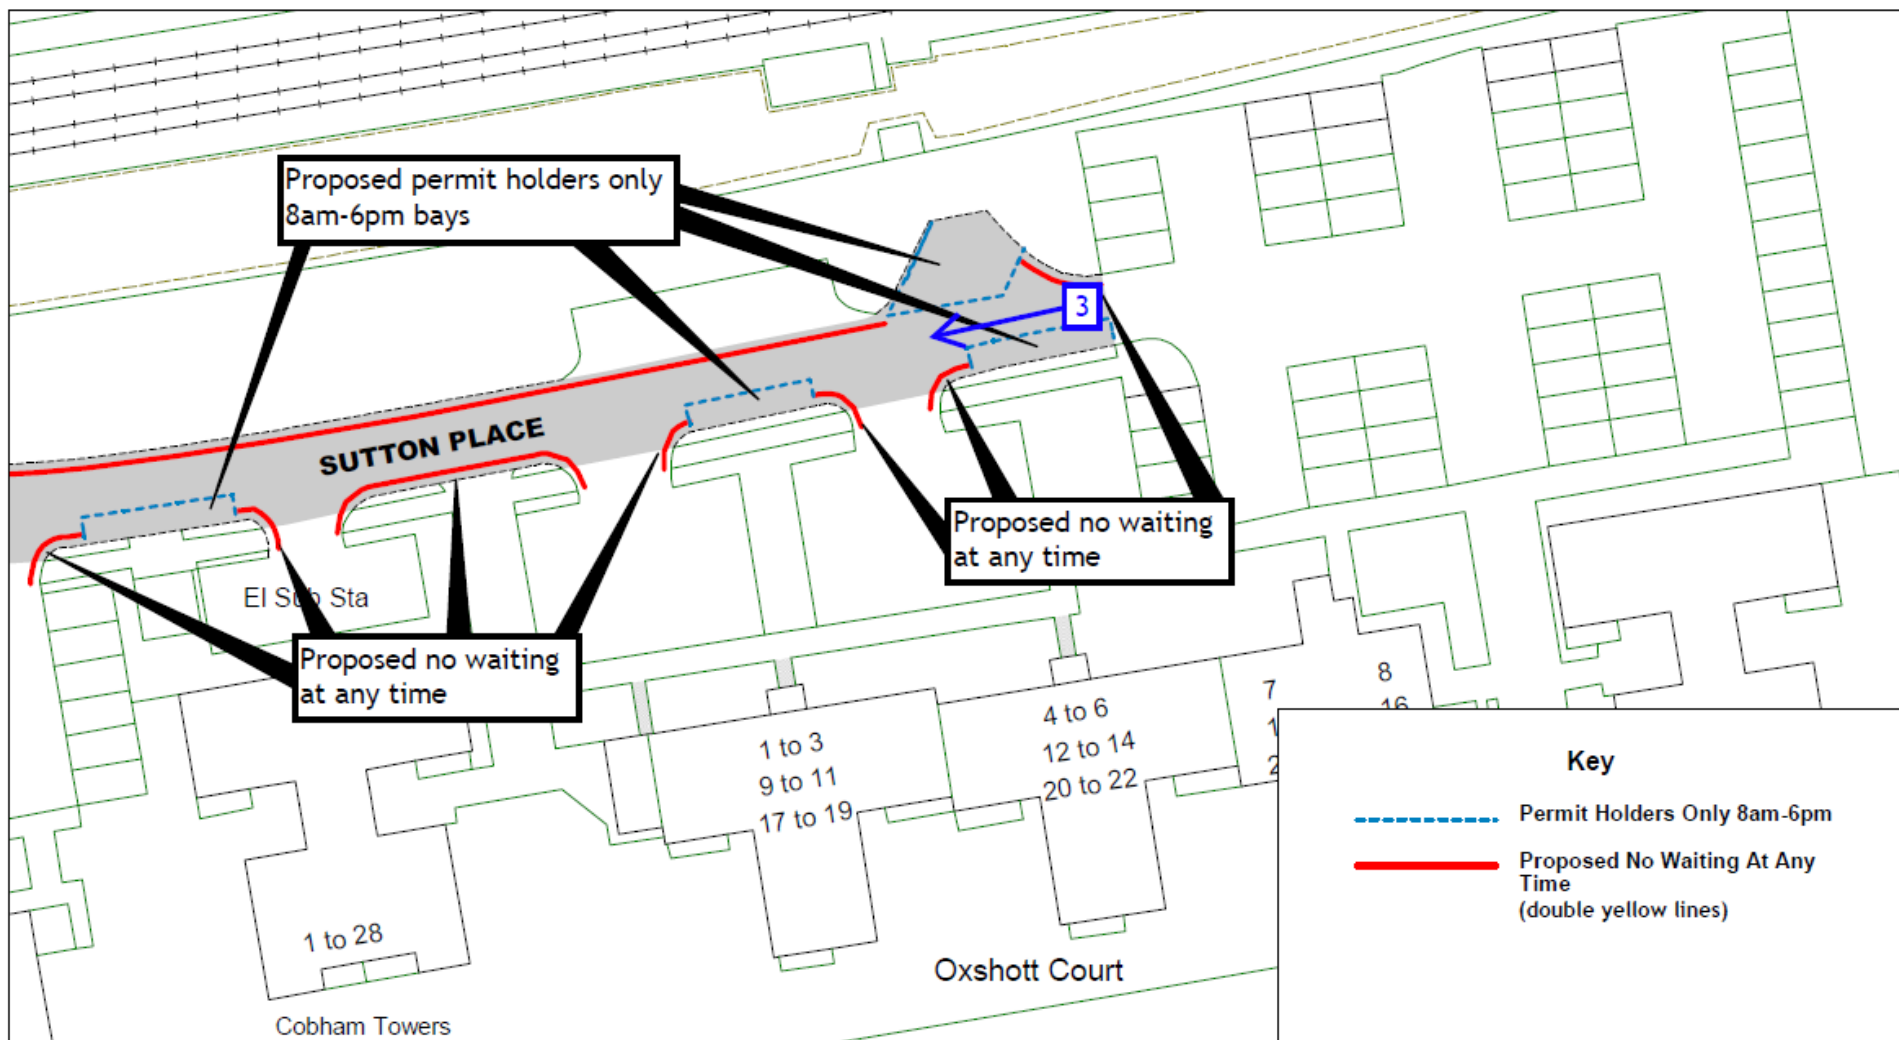 Proposed permit holders only
8am-6pm bays
3
SUTTON PLACE
Proposed no waiting
at any time
El Sub Sta
Proposed no waiting
at any time
1 to 3
9 to 11
17 to 19
4 to 6
12 to 14
20 to 22
7
8
16
1 to 28
Oxshott Court
Cobham Towers
Key
Permit Holders Only 8am-6pm
Proposed No Waiting At Any
Time
(double yellow lines)